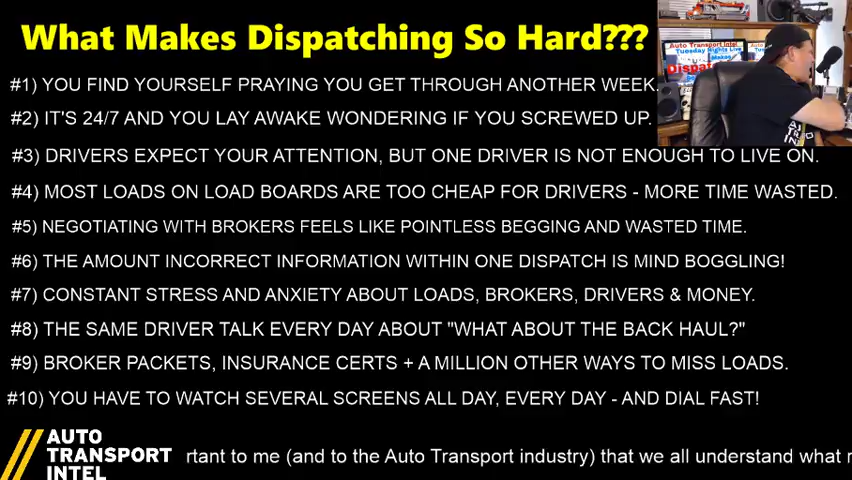 What Makes Dispatching So Hard???
#1) YOU FIND YOURSELF PRAYING YOU GET THROUGH ANOTHER WEEK.
#2) IT'S 24/7 AND YOU LAY AWAKE WONDERING IF YOU SCREWED UP.
#3) DRIVERS EXPECT YOUR ATTENTION, BUT ONE DRIVER IS NOT ENOUGH TO LIVE ON.
#4) MOST LOADS ON LOAD BOARDS ARE TOO CHEAP FOR DRIVERS - MORE TIME WASTED.
#5) NEGOTIATING WITH BROKERS FEELS LIKE POINTLESS BEGGING AND WASTED TIME.
#6) THE AMOUNT INCORRECT INFORMATION WITHIN ONE DISPATCH IS MIND BOGGLING!
#7) CONSTANT STRESS AND ANXIETY ABOUT LOADS, BROKERS, DRIVERS & MONEY.
#8) THE SAME DRIVER TALK EVERY DAY ABOUT "WHAT ABOUT THE BACK HAUL?"
#9) BROKER PACKETS, INSURANCE CERTS + A MILLION OTHER WAYS TO MISS LOADS.
#10) YOU HAVE TO WATCH SEVERAL SCREENS ALL DAY, EVERY DAY - AND DIAL FAST!
AUTO
TRANSPORT
INTEL
rtant to me (and to the Auto Transport industry) that we all understand what
Auto Transport Intel
Tuesday Nights Live